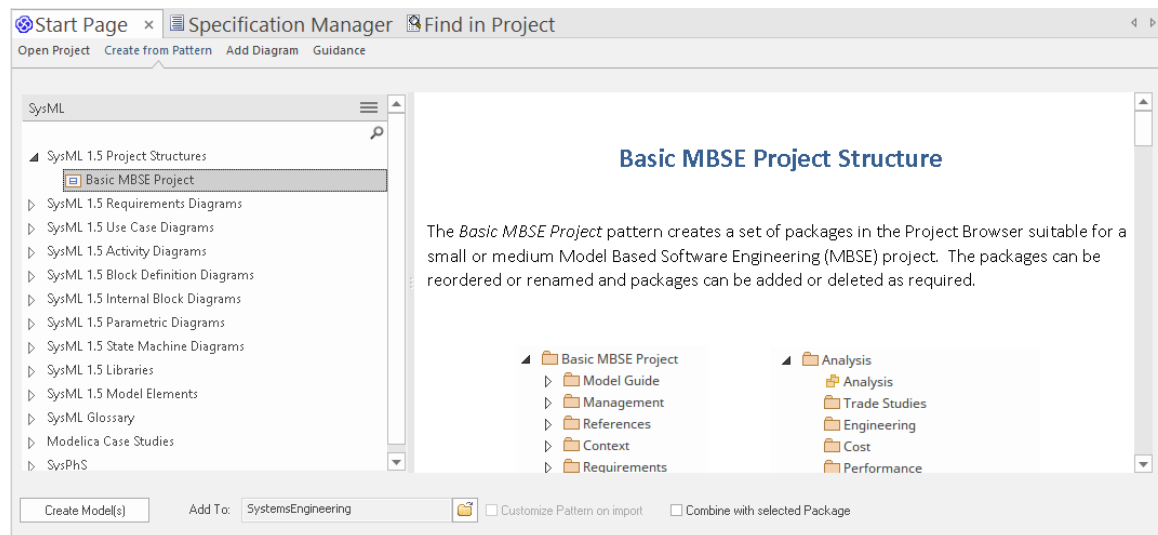 Start Page × Specification Manager Find in Project
Open Project Create from Pattern Add Diagram Guidance
SysML
SysML 1.5 Project Structures
Basic MBSE Project
SysML 1.5 Requirements Diagrams
SysML 1.5 Use Case Diagrams
SysML 1.5 Activity Diagrams
SysML 1.5 Block Definition Diagrams
SysML 1.5 Internal Block Diagrams
SysML 1.5 Parametric Diagrams
SysML 1.5 State Machine Diagrams
SysML 1.5 Libraries
SysML 1.5 Model Elements
SysML Glossary
Modelica Case Studies
SysPhS
Basic MBSE Project Structure
The Basic MBSE Project pattern creates a set of packages in the Project Browser suitable for a
small or medium Model Based Software Engineering (MBSE) project. The packages can be
reordered or renamed and packages can be added or deleted as required.
Basic MBSE Project
Model Guide
Management
References
Context
Requirements
Analysis
Analysis
Trade Studies
Engineering
Cost
Performance
Create Model(s) Add To: SystemsEngineering Customize Pattern on import Combine with selected Package